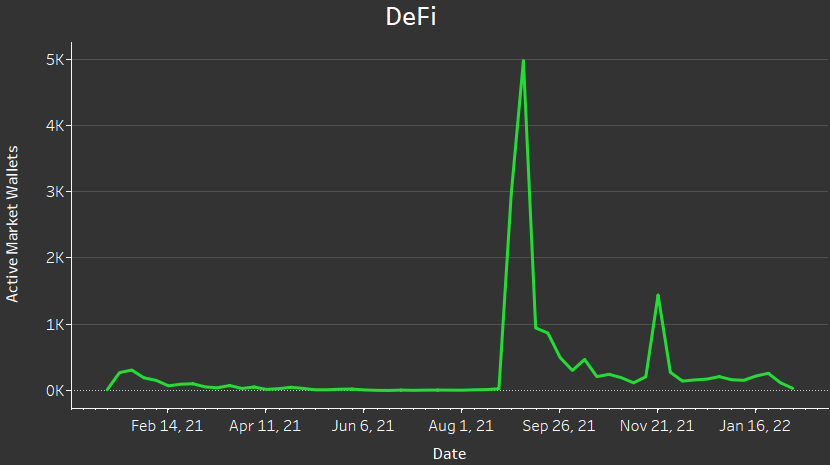 DeFi
5K
4K
3K
2K
1K
0K
Active Market Wallets
Feb 14, 21 Apr 11, 21 Jun 6, 21 Aug 1, 21 Sep 26, 21 Nov 21, 21 Jan 16, 22
Date